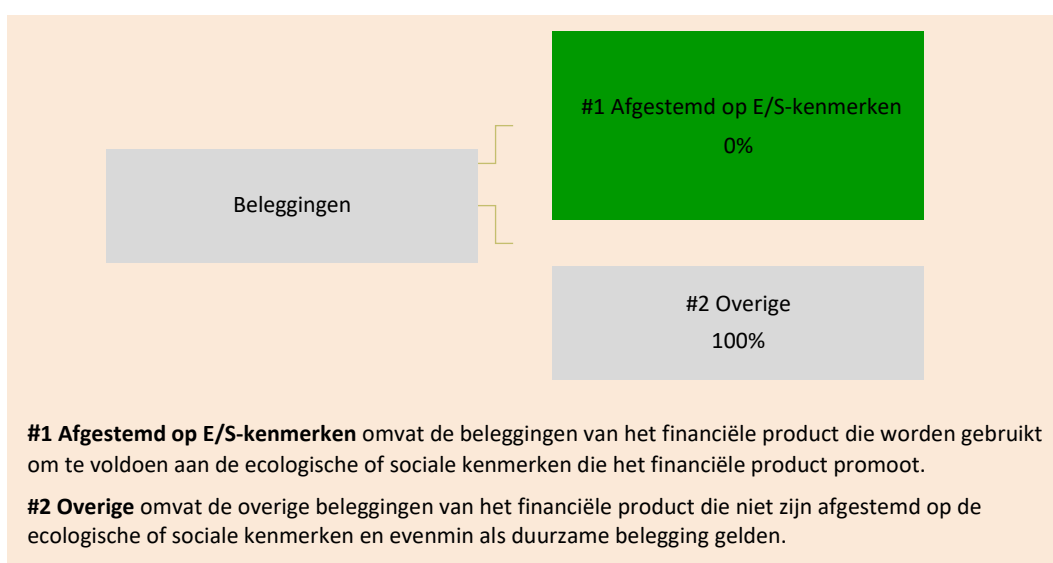 #1 Afgestemd op E/S-kenmerken
0%
Beleggingen
#2 Overige
100%
#1 Afgestemd op E/S-kenmerken omvat de beleggingen van het financiële product die worden gebruikt
om te voldoen aan de ecologische of sociale kenmerken die het financiële product promoot.
#2 Overige omvat de overige beleggingen van het financiële product die niet zijn afgestemd op de
ecologische of sociale kenmerken en evenmin als duurzame belegging gelden.